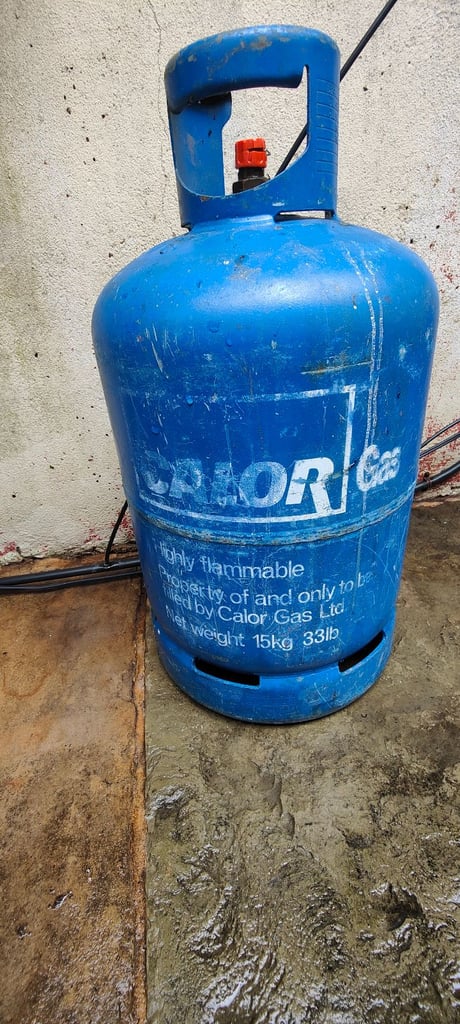 CALOR Gas
Highly flammable
Property of and only to be
filled by Calor Gas Ltd
Net weight 15kg 33lb